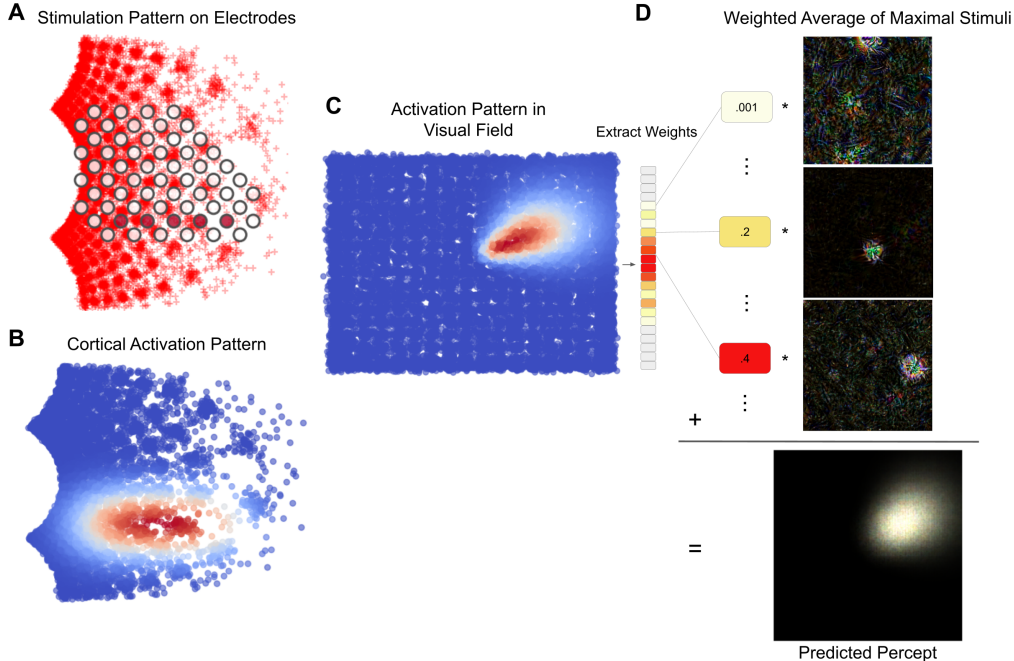 A
Stimulation Pattern on Electrodes
B
Cortical Activation Pattern
C
Activation Pattern in
Visual Field
Extract Weights
D
Weighted Average of Maximal Stimuli
.001
*
.2
*
.4
*
+
=
Predicted Percept